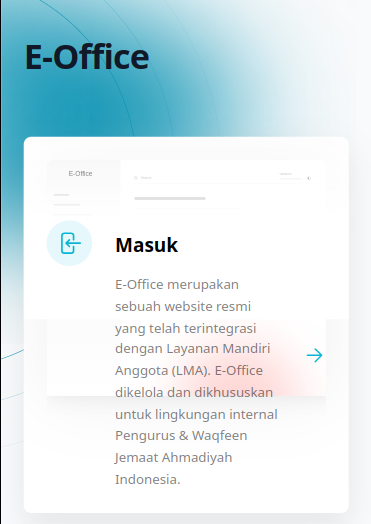 E-Office
E-Office
Masuk
E-Office merupakan
sebuah website resmi
yang telah terintegrasi
dengan Layanan Mandiri
Anggota (LMA). E-Office
dikelola dan dikhususkan
untuk lingkungan internal
Pengurus & Waqfeen
Jemaat Ahmadiyah
Indonesia.